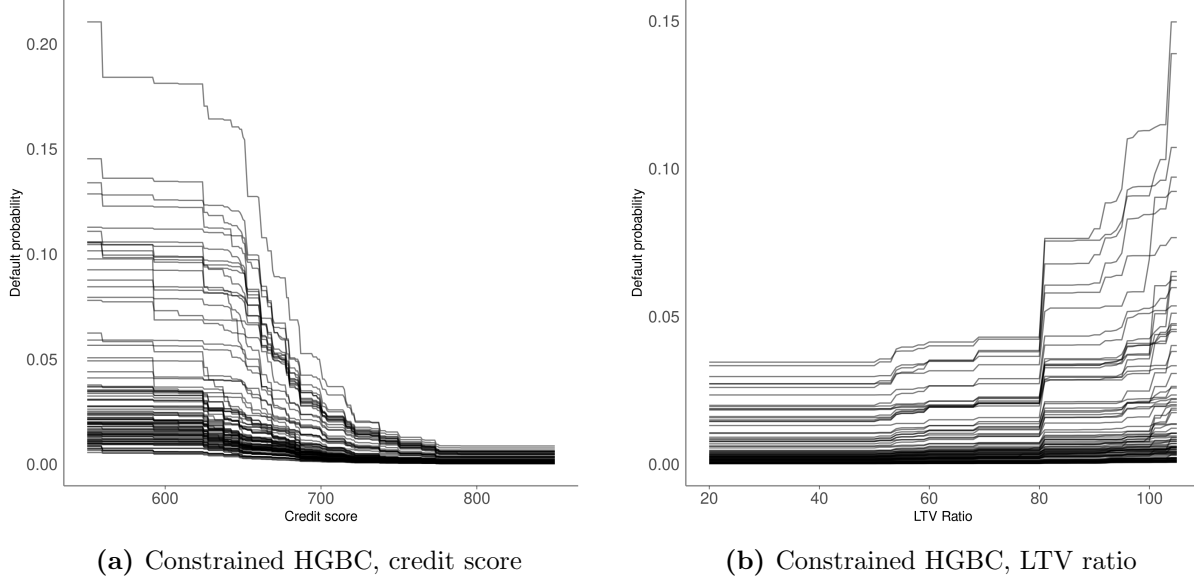 0.20
0.15
0.10
0.05
0.00
Default probability
600
700
800
Credit score
(a) Constrained HGBC, credit score
0.15
0.10
0.05
0.00
Default probability
20
40
60
80
100
LTV Ratio
(b) Constrained HGBC, LTV ratio